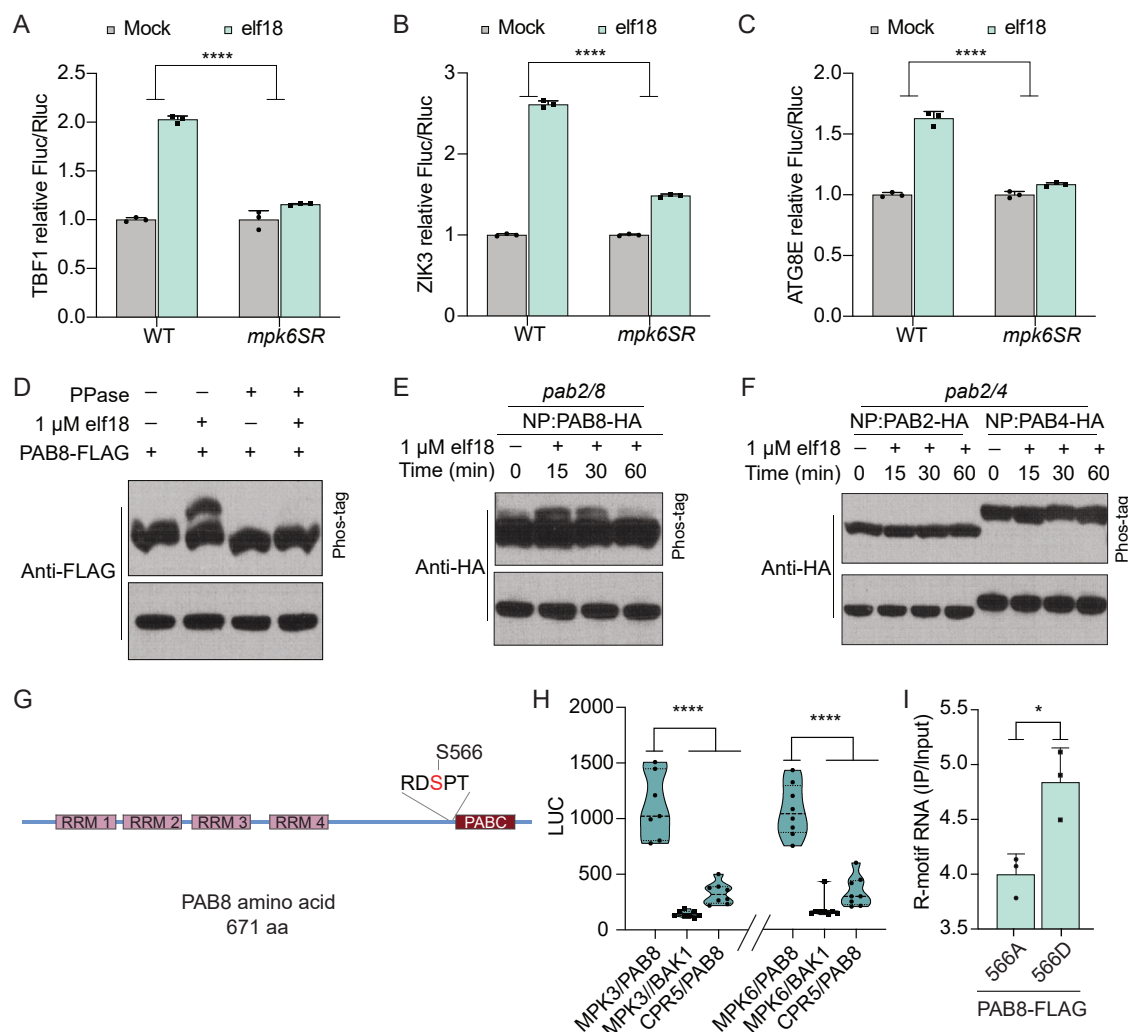 A
Mock elf18
****
TBF1 relative Fluc/Rluc
2.5
2.0
1.5
1.0
0.5
0.0
WT mpk6SR
B
Mock elf18
****
ZIK3 relative Fluc/Rluc
3
2
1
0
WT mpk6SR
C
Mock elf18
****
ATG8E relative Fluc/Rluc
2.0
1.5
1.0
0.5
0.0
WT mpk6SR
D
PPase – – + +
1 µM elf18 – + – +
PAB8-FLAG + + + +
Anti-FLAG
Phos-tag
E
pab2/8
NP:PAB8-HA
1 µM elf18 – + + +
Time (min) 0 15 30 60
Anti-HA
Phos-tag
F
pab2/4
NP:PAB2-HA NP:PAB4-HA
1 µM elf18 – + + + – + + +
Time (min) 0 15 30 60 0 15 30 60
Anti-HA
Phos-tag
G
S566
RDSPT
RRM 1 RRM 2 RRM 3 RRM 4 PABC
PAB8 amino acid
671 aa
H
LUC
2000
1500
1000
500
0
**** ****
MPK3/PAB8
MPK3//BAK1
CPR5/PAB8
MPK6/PAB8
MPK6/BAK1
CPR5/PAB8
I
R-motif RNA (IP/Input)
5.5
5.0
4.5
4.0
3.5
*
566A
566D
PAB8-FLAG